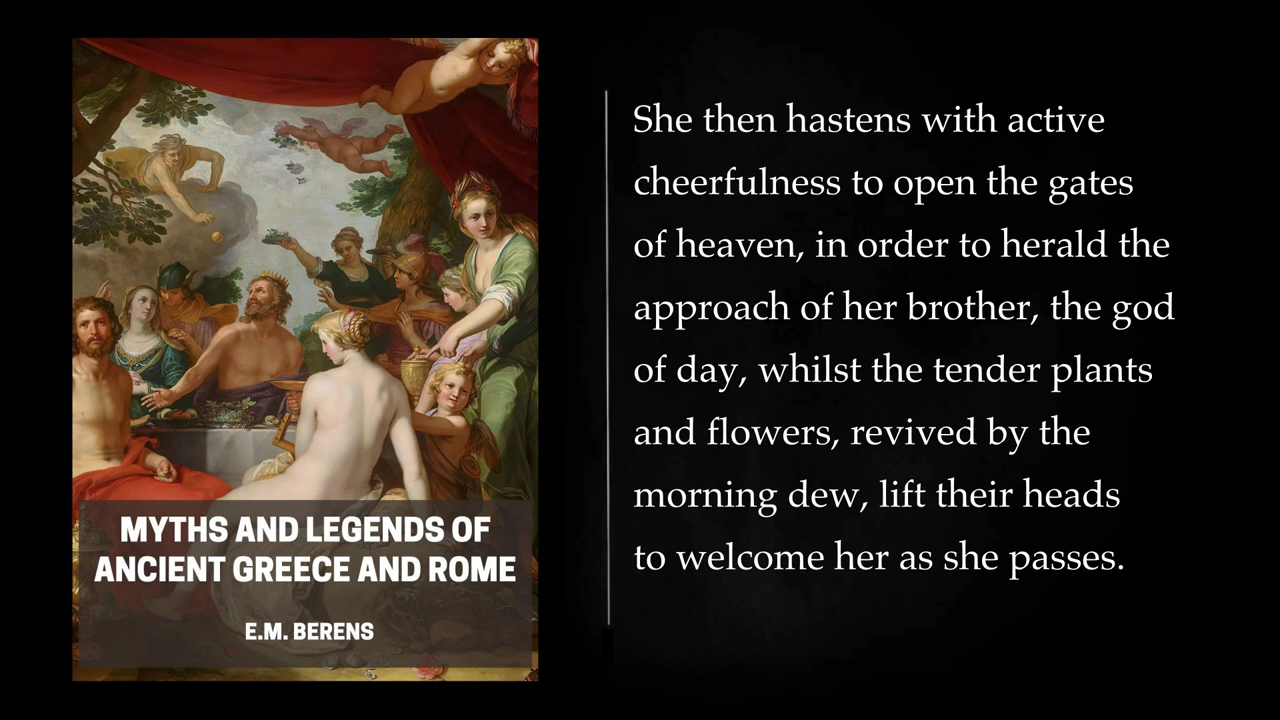 MYTHS AND LEGENDS OF
ANCIENT GREECE AND ROME
E.M. BERENS
She then hastens with active
cheerfulness to open the gates
of heaven, in order to herald the
approach of her brother, the god
of day, whilst the tender plants
and flowers, revived by the
morning dew, lift their heads
to welcome her as she passes.